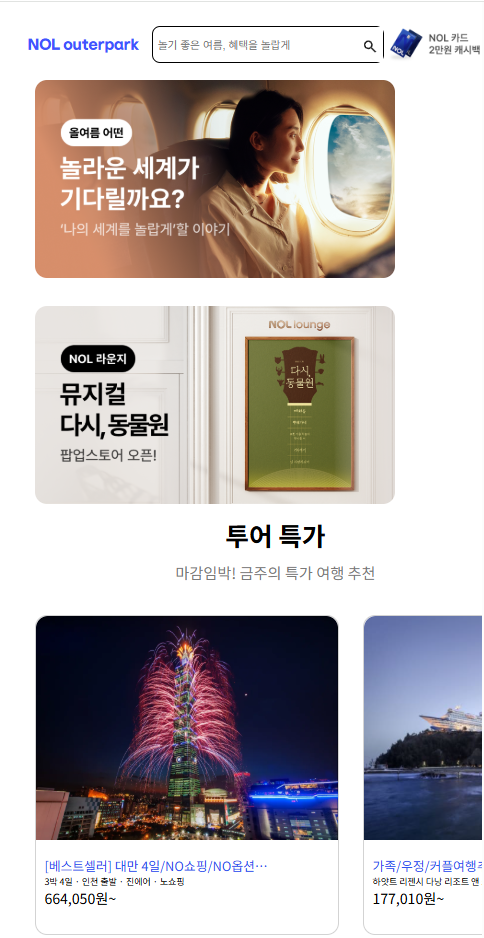 NOL outerpark
놀기 좋은 여름, 혜택을 놀랍게
NOL
NOL 카드
2만원 캐시백
올여름 어떤
놀라운 세계가
기다릴까요?
‘나의 세계를 놀랍게’할 이야기
NOL lounge
다시,
동물원
NOL 라운지
뮤지컬
다시, 동물원
팝업스토어 오픈!
투어 특가
마감임박! 금주의 특가 여행 추천
[베스트셀러] 대만 4일/NO쇼핑/NO옵션…
3박 4일 · 인천 출발 · 진에어 · 노쇼핑
664,050원~
가족/우정/커플여행추
하얏트 리젠시 다낭 리조트 앤
177,010원~